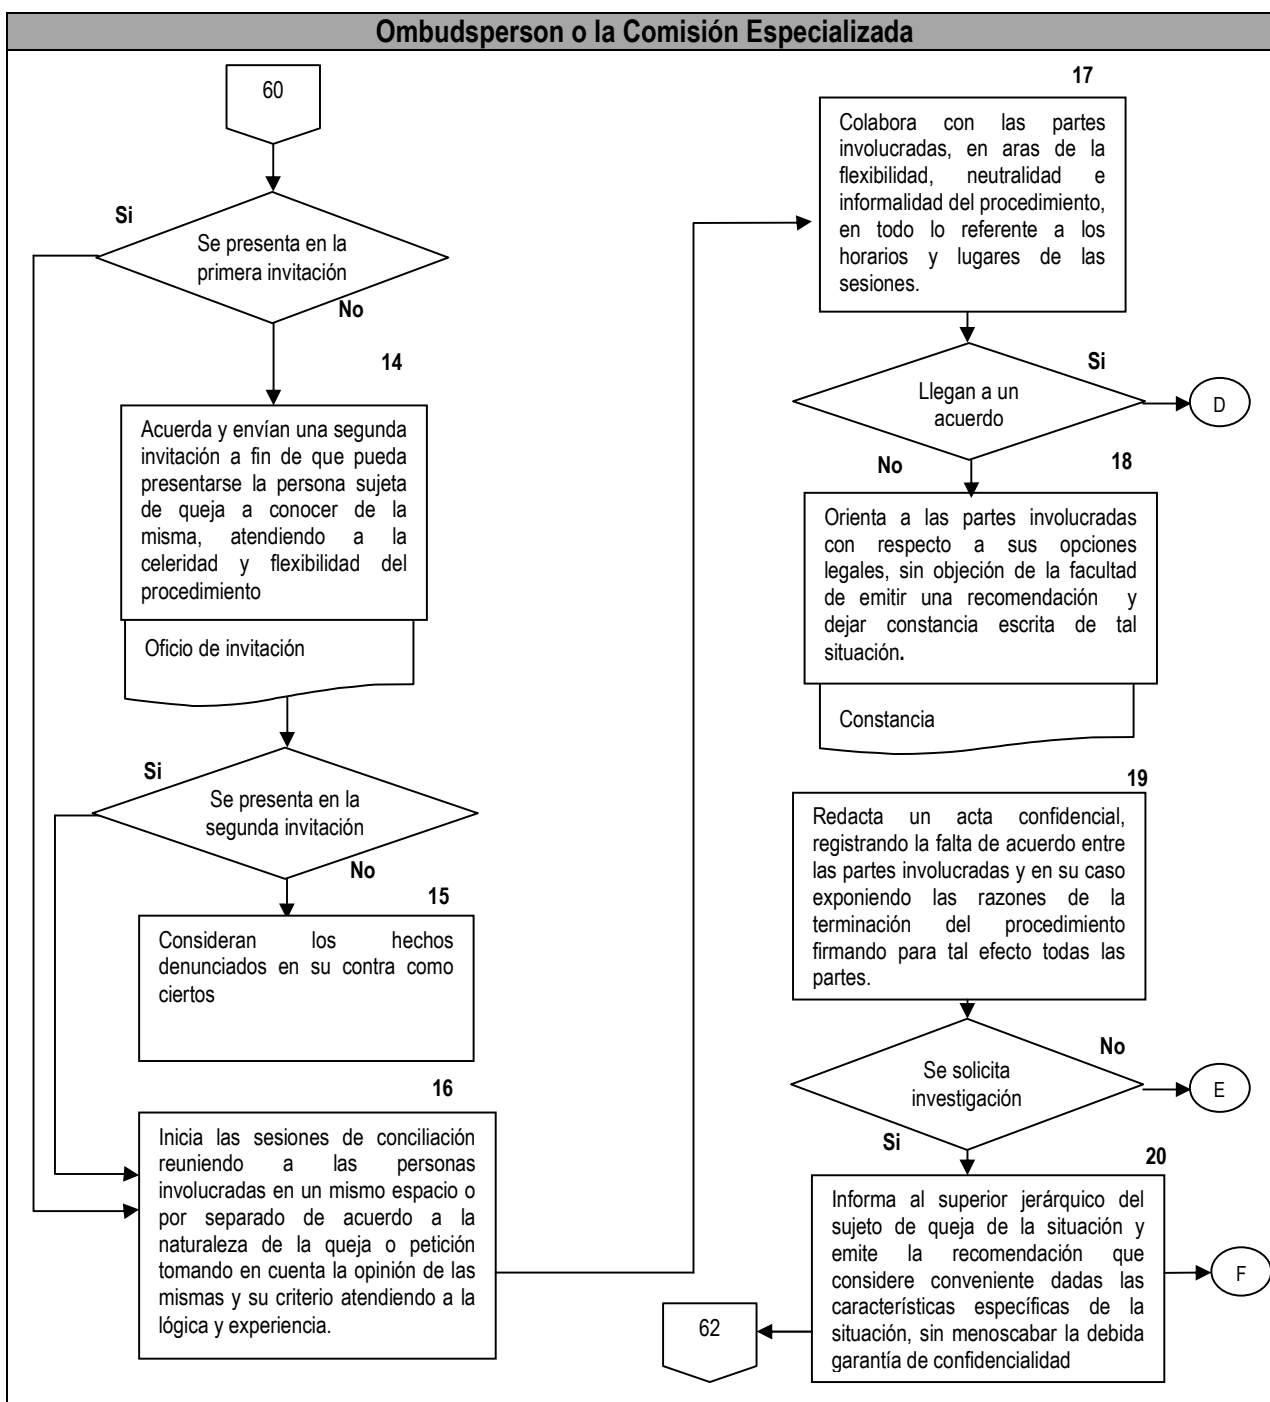 Ombudsperson o la Comisión Especializada
60
Si
Se presenta en la
primera invitación
No
14
Acuerda y envían una segunda
invitación a fin de que pueda
presentarse la persona sujeta
de queja a conocer de la
misma, atendiendo a la
celeridad y flexibilidad del
procedimiento
Oficio de invitación
Si
Se presenta en la
segunda invitación
No
15
Consideran los hechos
denunciados en su contra como
ciertos
16
Inicia las sesiones de conciliación
reuniendo a las personas
involucradas en un mismo espacio o
por separado de acuerdo a la
naturaleza de la queja o petición
tomando en cuenta la opinión de las
mismas y su criterio atendiendo a la
lógica y experiencia.
17
Colabora con las partes
involucradas, en aras de la
flexibilidad, neutralidad e
informalidad del procedimiento,
en todo lo referente a los
horarios y lugares de las
sesiones.
Si
Llegan a un
acuerdo
D
No
18
Orienta a las partes involucradas
con respecto a sus opciones
legales, sin objeción de la facultad
de emitir una recomendación y
dejar constancia escrita de tal
situación.
Constancia
19
Redacta un acta confidencial,
registrando la falta de acuerdo entre
las partes involucradas y en su caso
exponiendo las razones de la
terminación del procedimiento
firmando para tal efecto todas las
partes.
No
Se solicita
investigación
E
Si
20
Informa al superior jerárquico del
sujeto de queja de la situación y
emite la recomendación que
considere conveniente dadas las
características específicas de la
situación, sin menoscabar la debida
garantía de confidencialidad
F
62